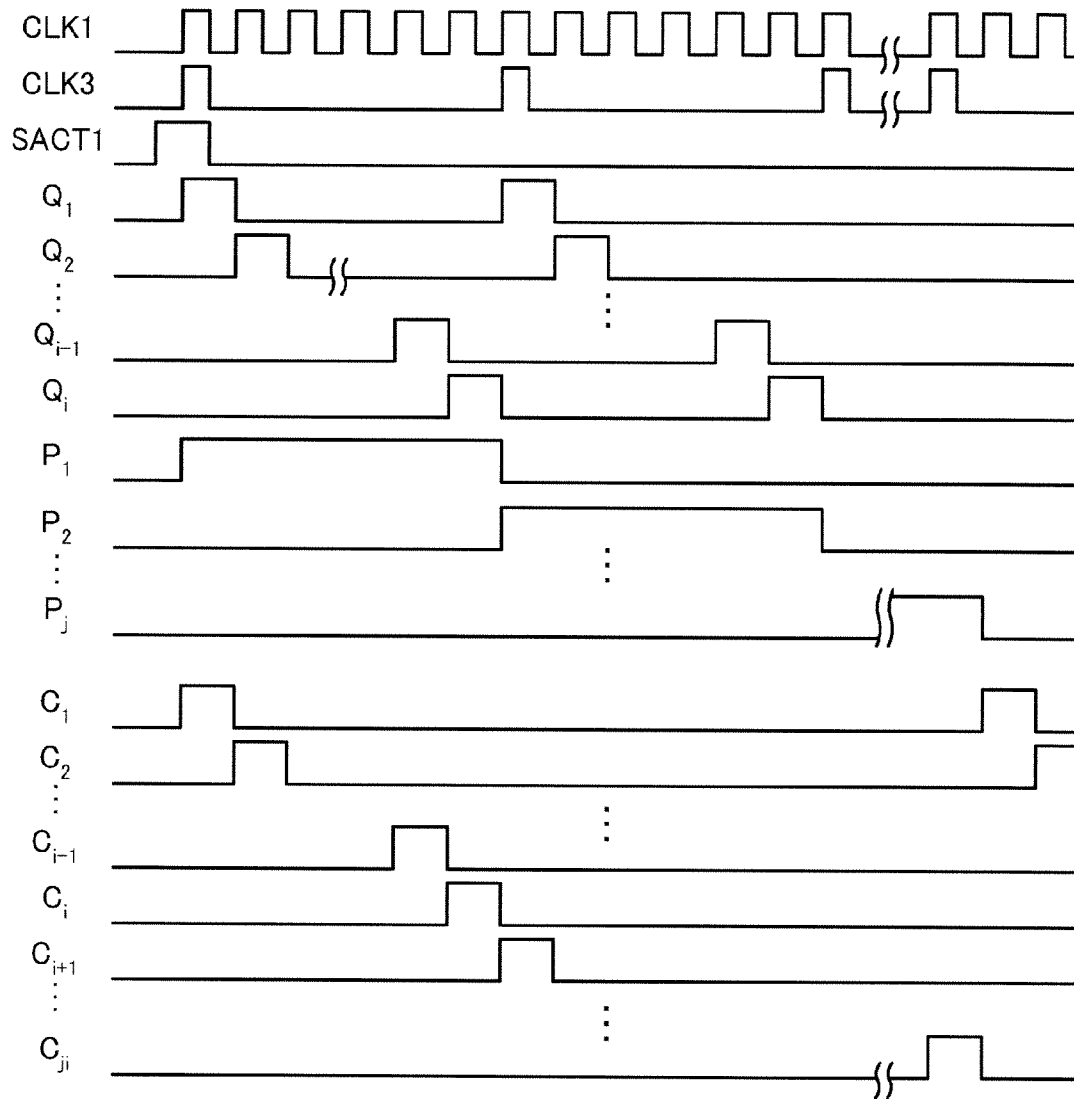 CLK1
CLK3
SACT1
Q₁
Q₂
⋮
Qᵢ₋₁
Qᵢ
P₁
P₂
⋮
Pⱼ
C₁
C₂
⋮
Cᵢ₋₁
Cᵢ
Cᵢ₊₁
⋮
Cⱼᵢ